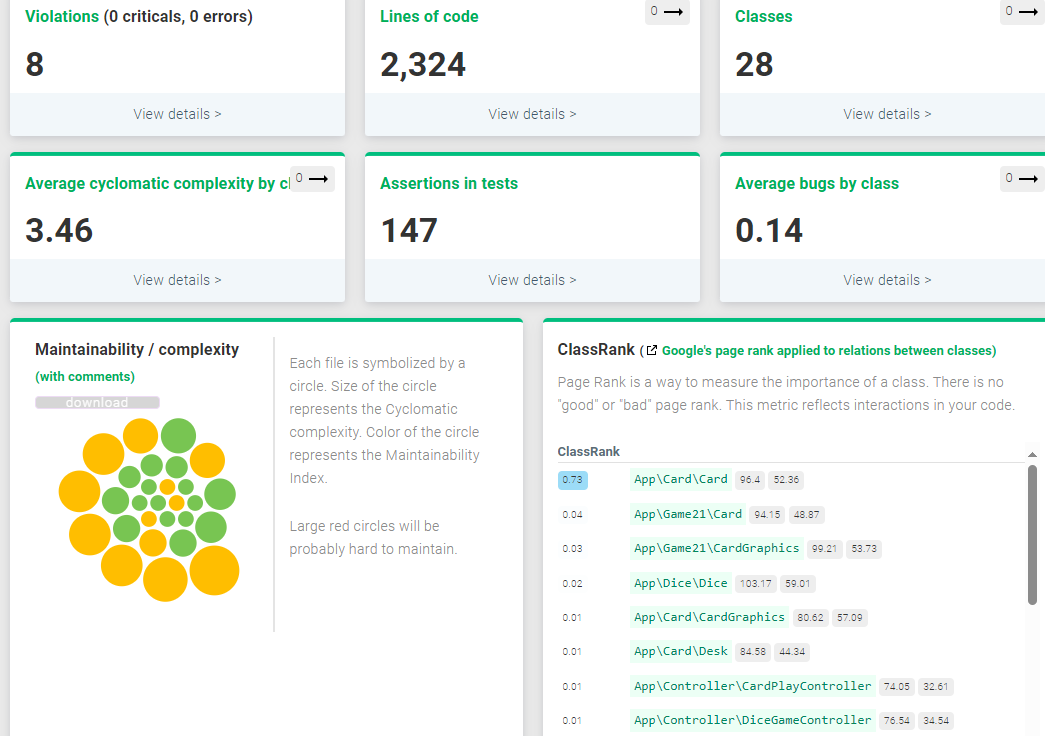 Violations (0 criticals, 0 errors)
8
View details >
Lines of code
0
2,324
View details >
Classes
0
28
View details >
Average cyclomatic complexity by cl
0
3.46
View details >
Assertions in tests
147
View details >
Average bugs by class
0
0.14
View details >
Maintainability / complexity
(with comments)
download
Each file is symbolized by a
circle. Size of the circle
represents the Cyclomatic
complexity. Color of the circle
represents the Maintainability
Index.
Large red circles will be
probably hard to maintain.
ClassRank ( Google's page rank applied to relations between classes)
Page Rank is a way to measure the importance of a class. There is no
"good" or "bad" page rank. This metric reflects interactions in your code.
ClassRank
0.73 App\Card\Card 96.4 52.36
0.04 App\Game21\Card 94.15 48.87
0.03 App\Game21\CardGraphics 99.21 53.73
0.02 App\Dice\Dice 103.17 59.01
0.01 App\Card\CardGraphics 80.62 57.09
0.01 App\Card\Desk 84.58 44.34
0.01 App\Controller\CardPlayController 74.05 32.61
0.01 App\Controller\DiceGameController 76.54 34.54